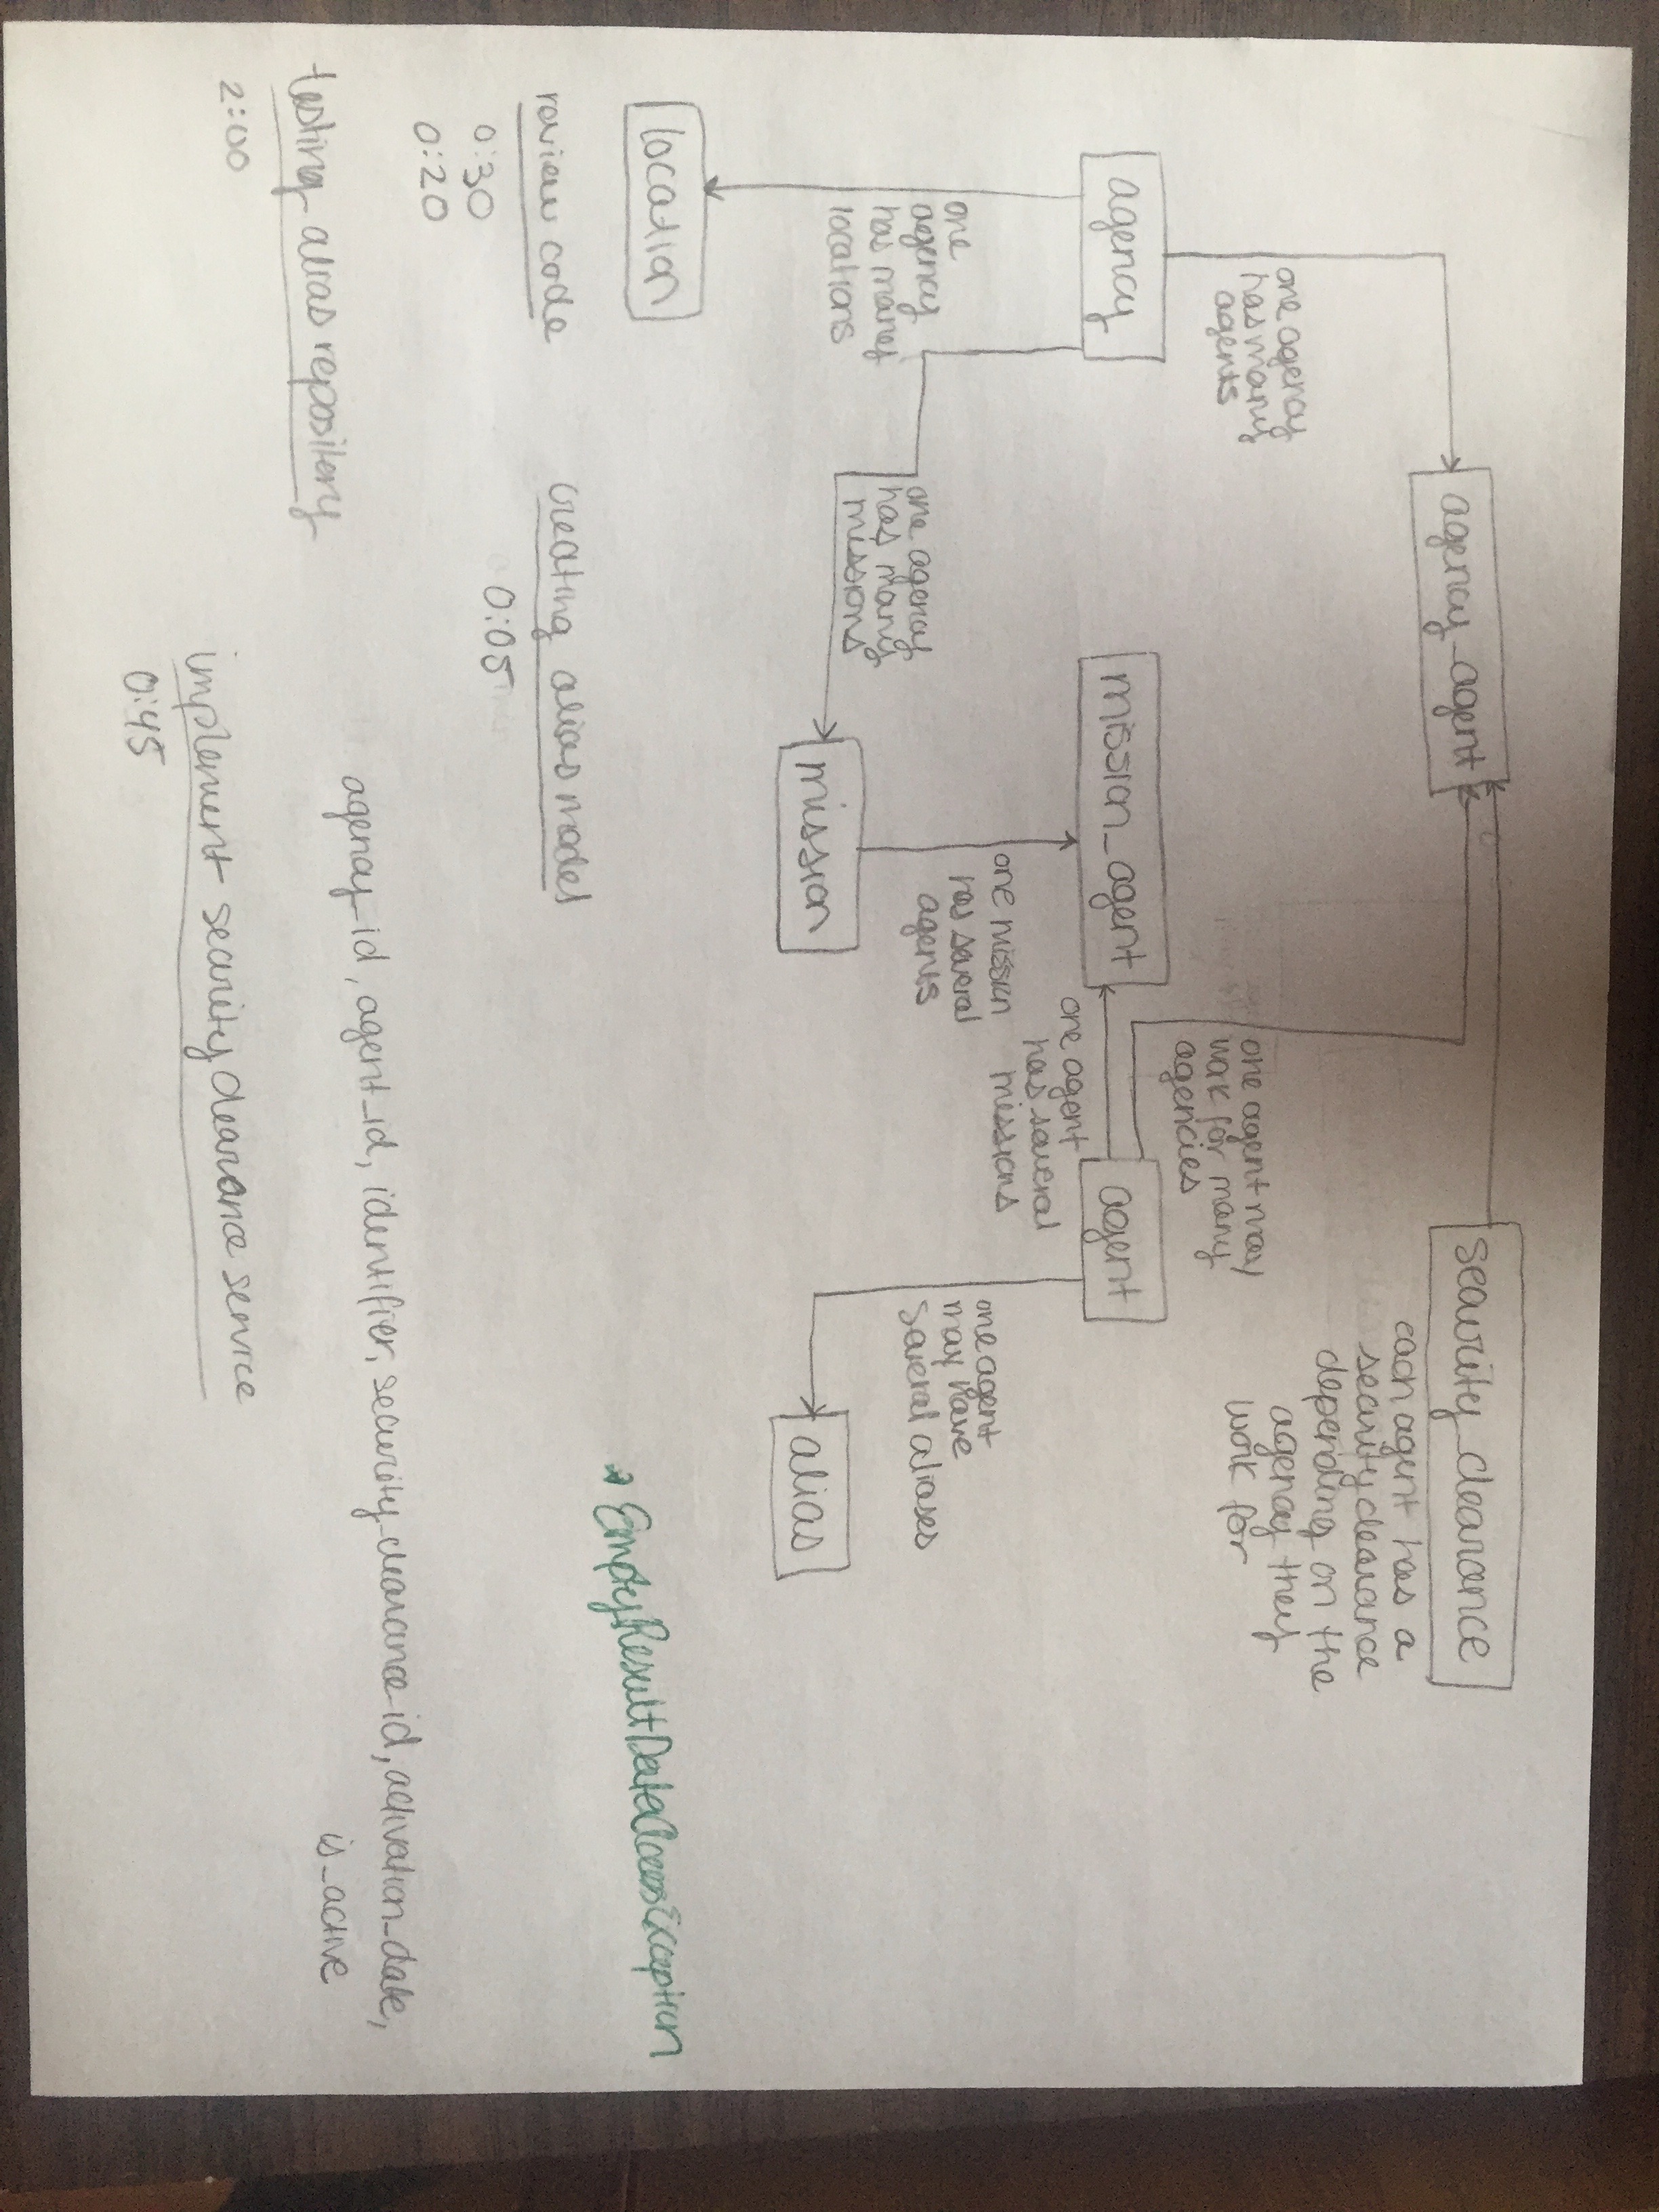 agency_agent
security_clearance
one agency
has many
agents
each agent has a
security clearance
depending on the
agency they
work for
one agent may
work for many
agencies
agency
mission_agent
agent
one
agency
has many
locations
one agency
has many
missions
one mission
has several
agents
one agent
has several
missions
one agent
may have
several aliases
location
mission
alias
review code
0:30
0:20
creating alias model
0:05
* EmptyResultDataAccessException
testing alias repository
2:00
agency_id, agent_id, identifier, security_clearance_id, activation_date,
is_active
implement security clearance service
0:45